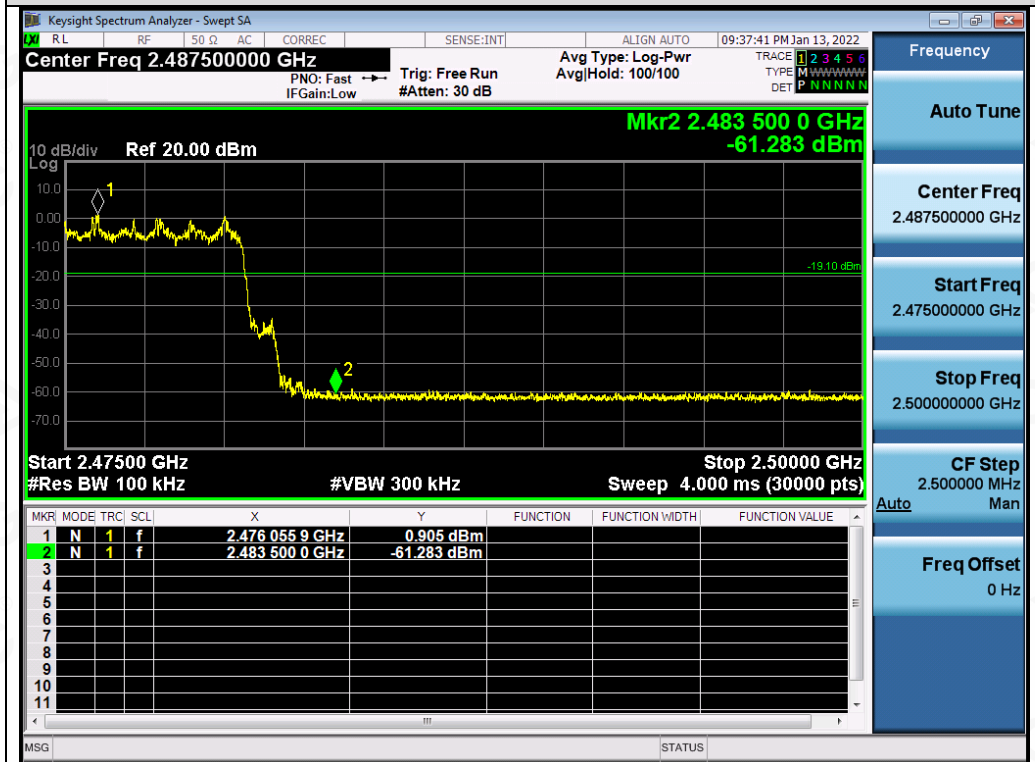 Keysight Spectrum Analyzer - Swept SA
LXI RL RF 50 Ω AC CORREC SENSE:INT ALIGN AUTO 09:37:41 PM Jan 13, 2022
Center Freq 2.487500000 GHz
PNO: Fast
IFGain:Low
Trig: Free Run
#Atten: 30 dB
Avg Type: Log-Pwr
Avg|Hold: 100/100
TRACE 1 2 3 4 5 6
TYPE M
DET P N N N N N
Mkr2 2.483 500 0 GHz
-61.283 dBm
10 dB/div Ref 20.00 dBm
Log
10.0
0.00
-10.0
-20.0
-30.0
-40.0
-50.0
-60.0
-70.0
1
-19.10 dBm
2
Start 2.47500 GHz Stop 2.50000 GHz
#Res BW 100 kHz #VBW 300 kHz Sweep 4.000 ms (30000 pts)
MKR MODE TRC SCL X Y FUNCTION FUNCTION WIDTH FUNCTION VALUE
1 N 1 f 2.476 055 9 GHz 0.905 dBm
2 N 1 f 2.483 500 0 GHz -61.283 dBm
3
4
5
6
7
8
9
10
11
MSG STATUS
Frequency
Auto Tune
Center Freq
2.487500000 GHz
Start Freq
2.475000000 GHz
Stop Freq
2.500000000 GHz
CF Step
2.500000 MHz
Auto Man
Freq Offset
0 Hz